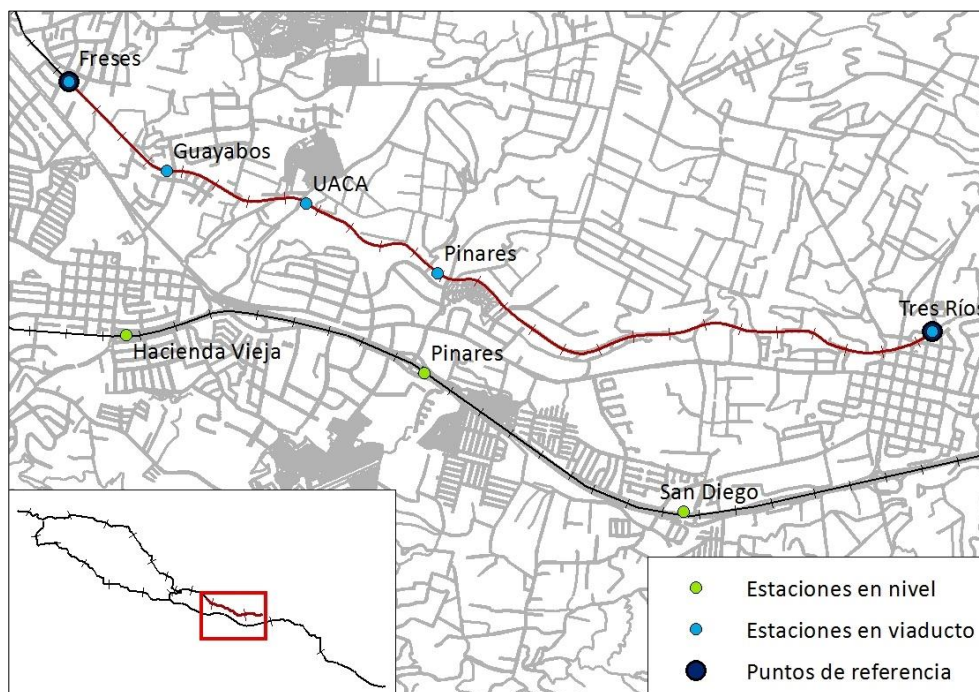 Freses
Guayabos
UACA
Pinares
Tres Ríos
Hacienda Vieja
Pinares
San Diego
Estaciones en nivel
Estaciones en viaducto
Puntos de referencia